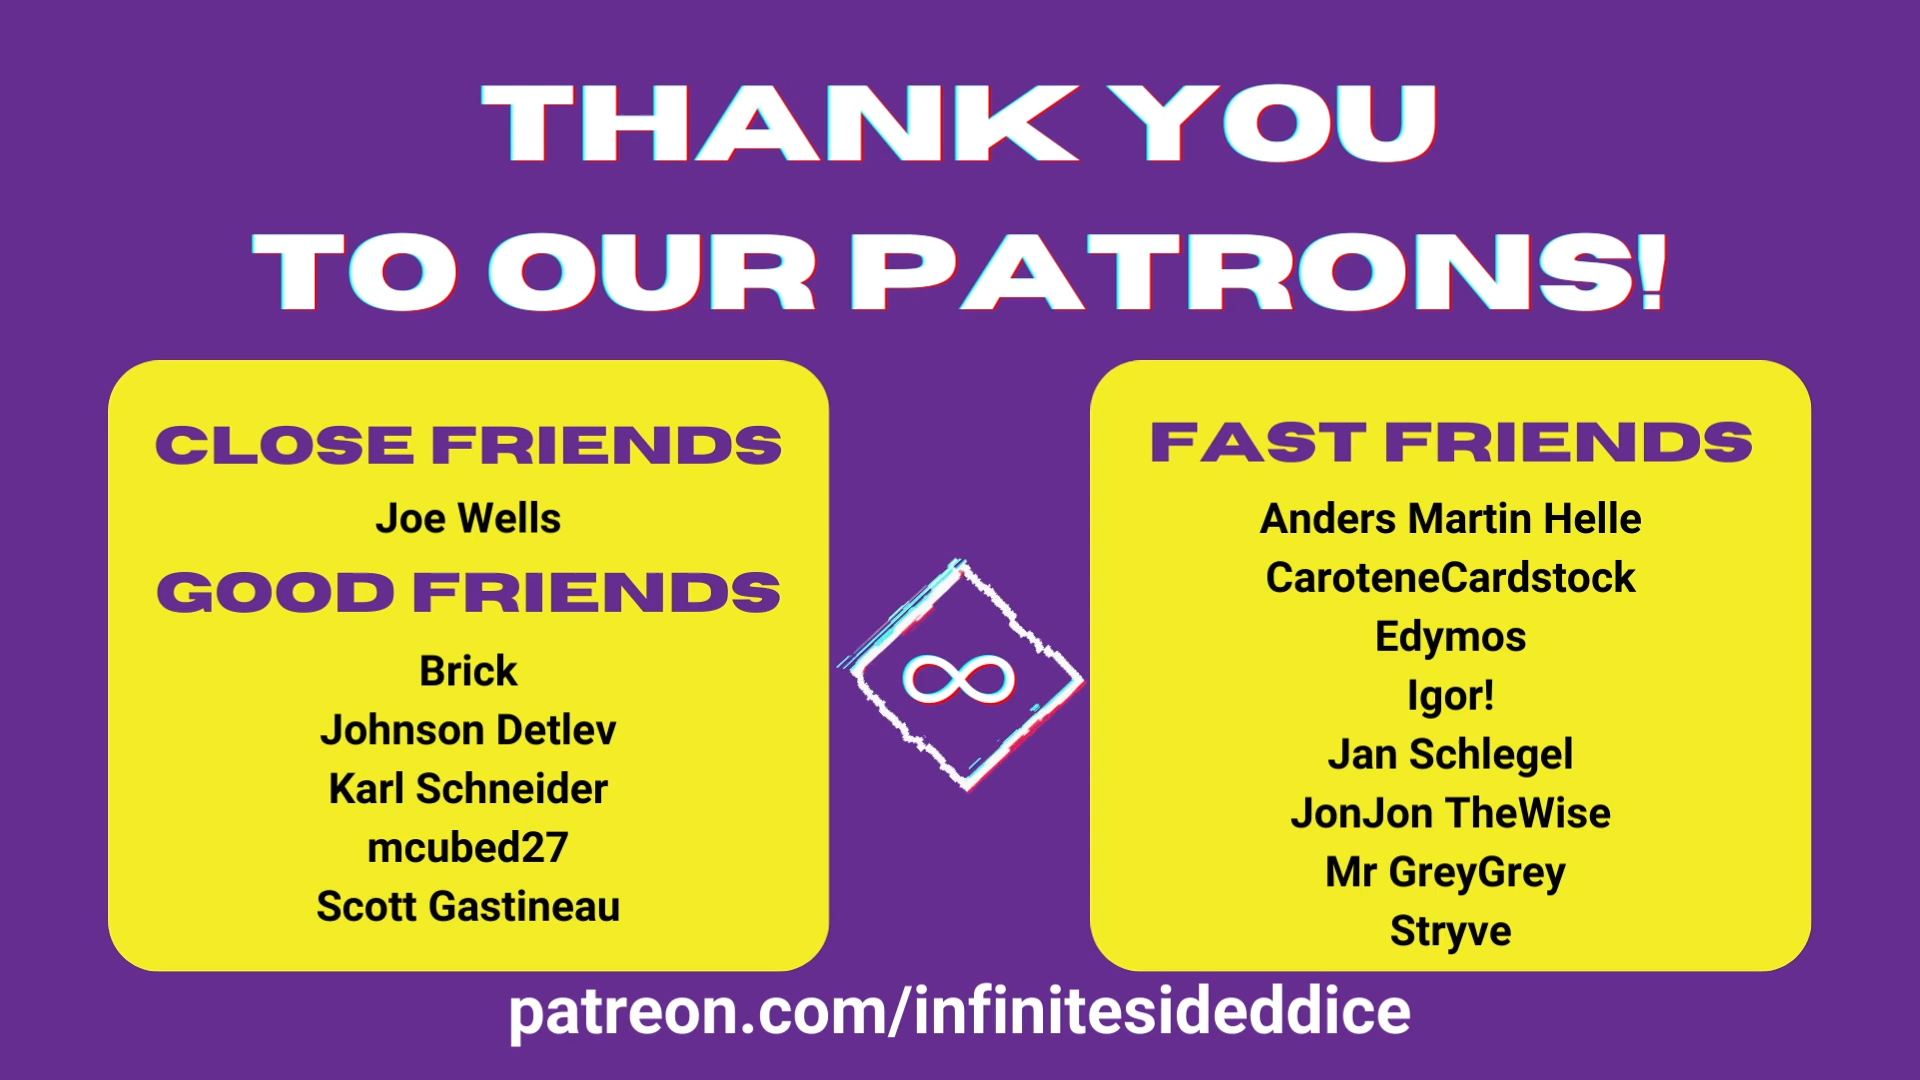 THANK YOU
TO OUR PATRONS!
CLOSE FRIENDS
Joe Wells
GOOD FRIENDS
Brick
Johnson Detlev
Karl Schneider
mcubed27
Scott Gastineau
FAST FRIENDS
Anders Martin Helle
CaroteneCardstock
Edymos
Igor!
Jan Schlegel
JonJon TheWise
Mr GreyGrey
Stryve
patreon.com/infinitesideddice